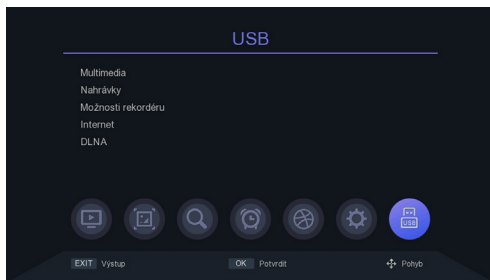 USB
Multimedia
Nahrávky
Možnosti rekordéru
Internet
DLNA
USB
EXIT Výstup
OK Potvrdit
Pohyb